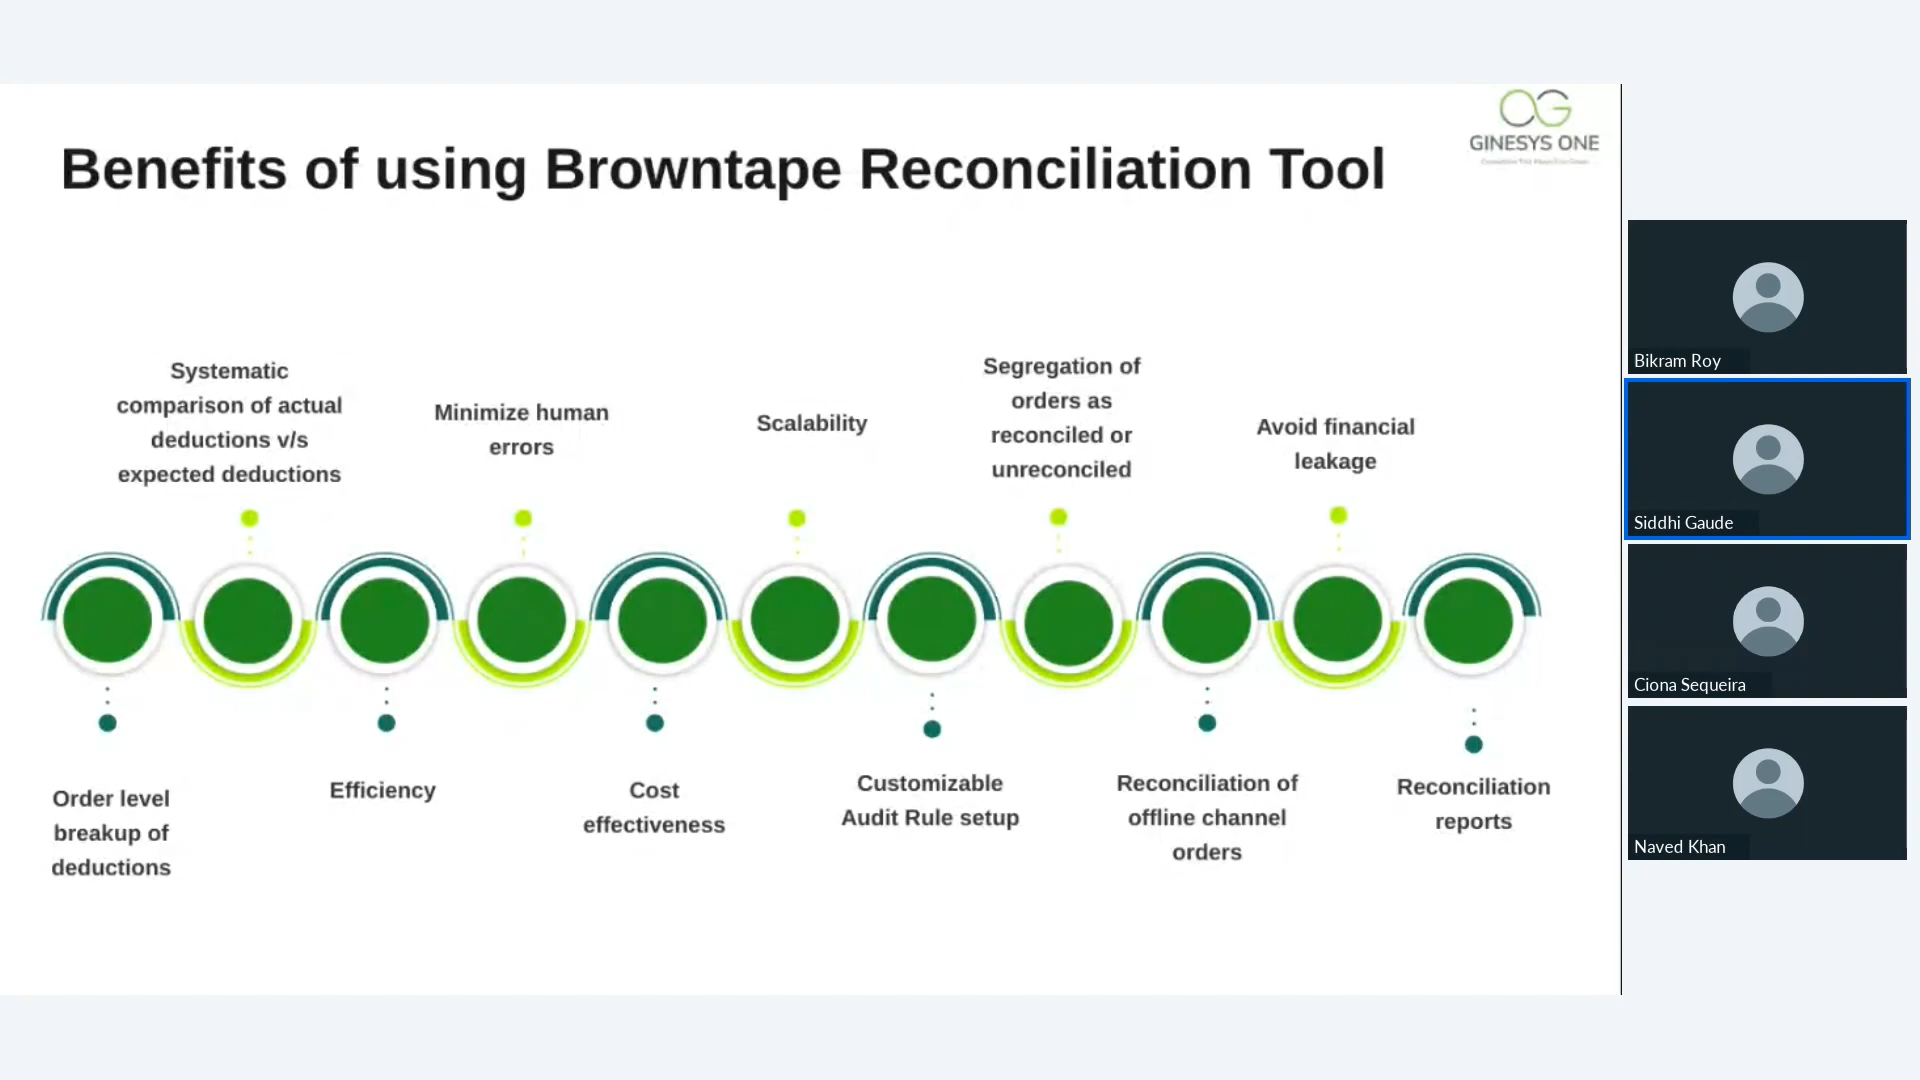 GINESYS ONE
Benefits of using Browntape Reconciliation Tool
Systematic
comparison of actual
deductions v/s
expected deductions
Minimize human
errors
Scalability
Segregation of
orders as
reconciled or
unreconciled
Avoid financial
leakage
Order level
breakup of
deductions
Efficiency
Cost
effectiveness
Customizable
Audit Rule setup
Reconciliation of
offline channel
orders
Reconciliation
reports
Bikram Roy
Siddhi Gaude
Ciona Sequeira
Naved Khan